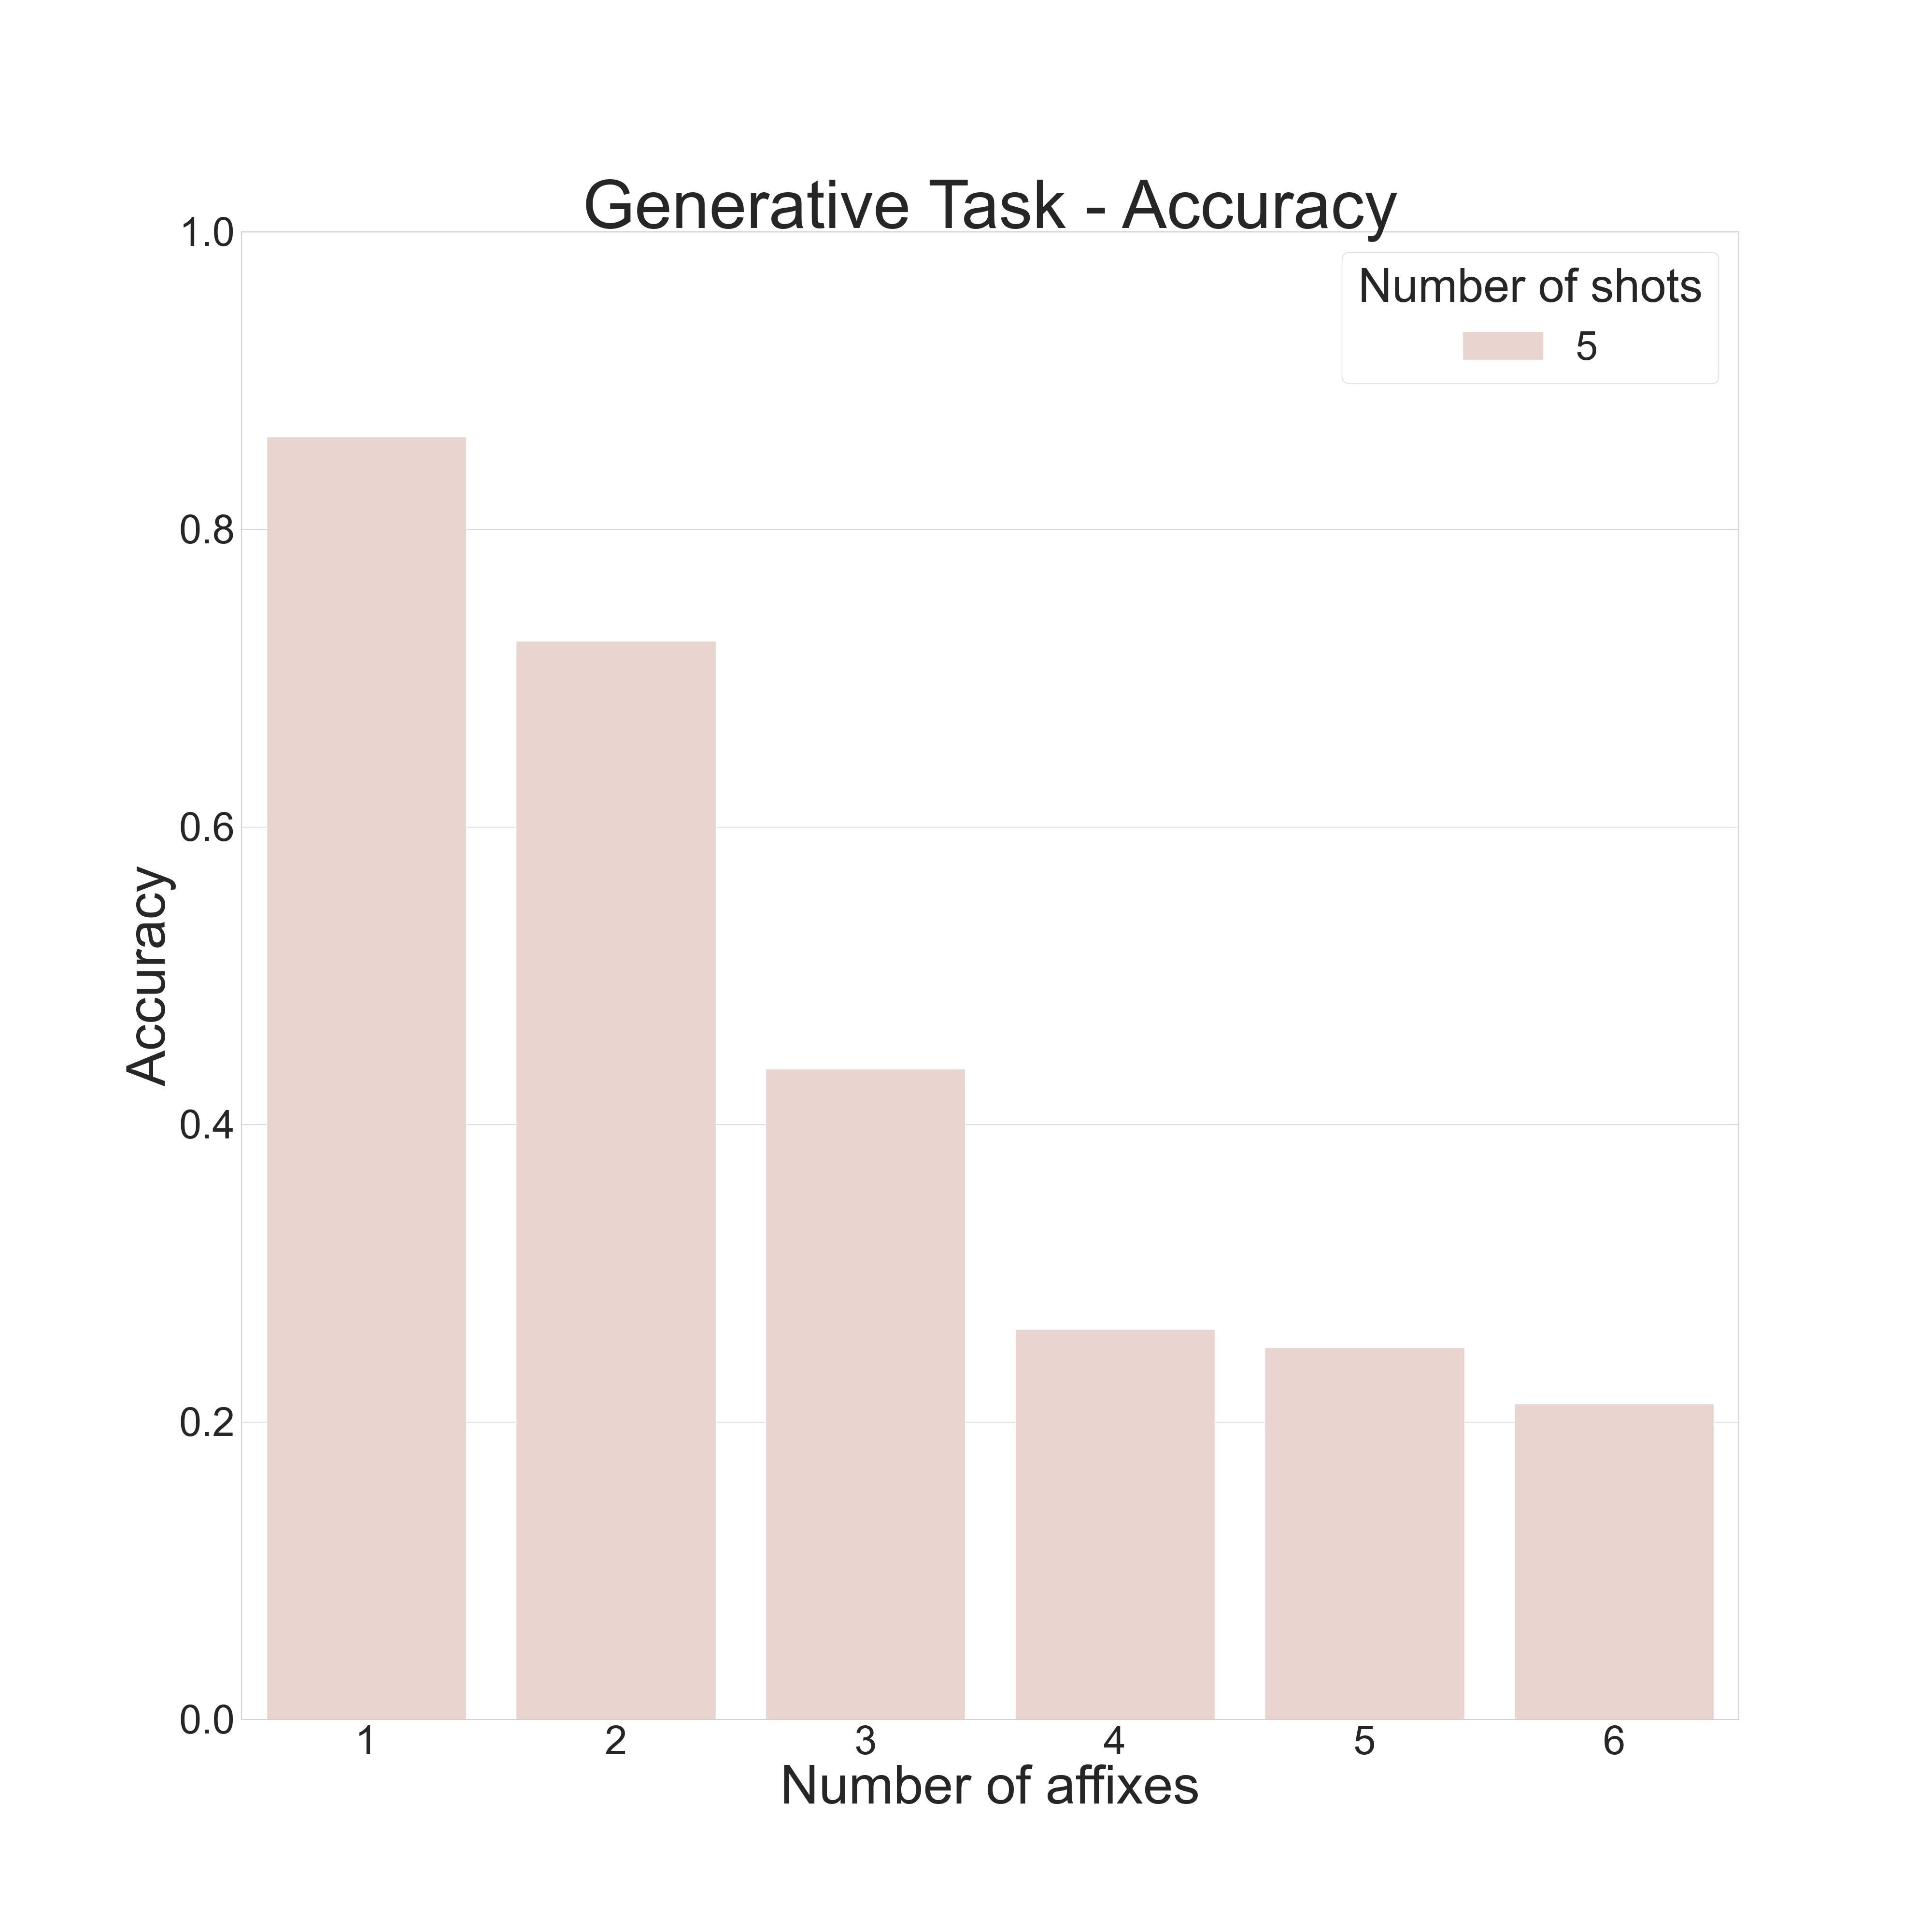 Generative Task - Accuracy
Number of shots
5
1.0
0.8
0.6
0.4
0.2
0.0
Accuracy
1 2 3 4 5 6
Number of affixes